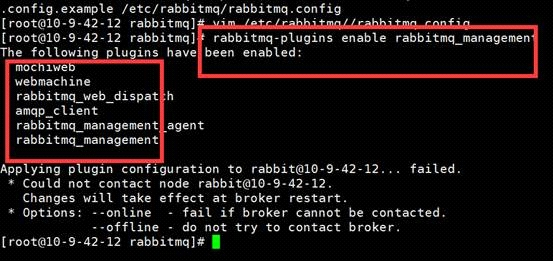 .config.example /etc/rabbitmq/rabbitmq.config
[root@10-9-42-12 rabbitmq]# vim /etc/rabbitmq//rabbitmq.config
[root@10-9-42-12 rabbitmq]# rabbitmq-plugins enable rabbitmq_management
The following plugins have been enabled:
mochiweb
webmachine
rabbitmq_web_dispatch
amqp_client
rabbitmq_management_agent
rabbitmq_management
Applying plugin configuration to rabbit@10-9-42-12... failed.
* Could not contact node rabbit@10-9-42-12.
Changes will take effect at broker restart.
* Options: --online - fail if broker cannot be contacted.
--offline - do not try to contact broker.
[root@10-9-42-12 rabbitmq]#